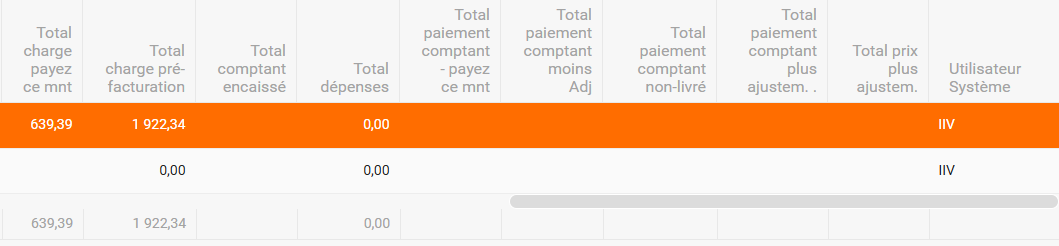 Total charge payez ce mnt
Total charge pré-facturation
Total comptant encaissé
Total dépenses
Total paiement comptant - payez ce mnt
Total paiement comptant moins Adj
Total paiement comptant non-livré
Total paiement comptant plus ajustem. .
Total prix plus ajustem.
Utilisateur Système
639,39 1 922,34 0,00 IIV
0,00 0,00 IIV
639,39 1 922,34 0,00